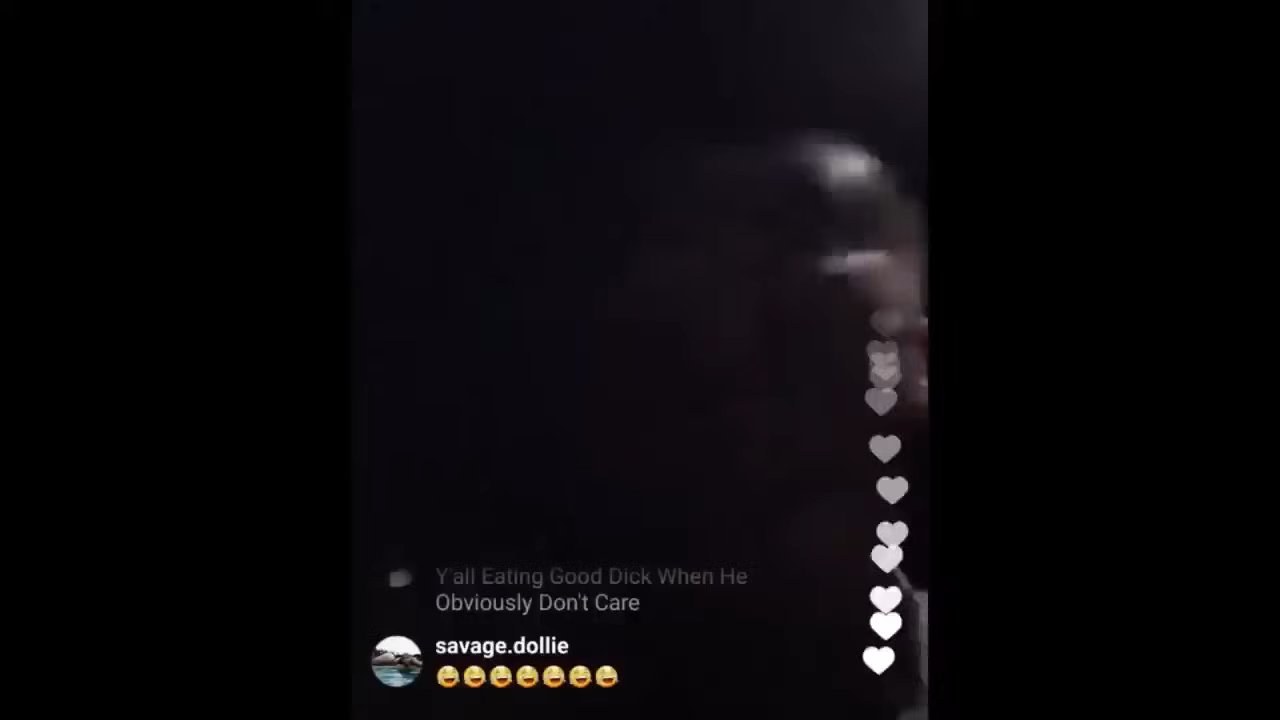 Y'all Eating Good Dick When He
Obviously Don't Care
savage.dollie
😂😂😂😂😂😂😂